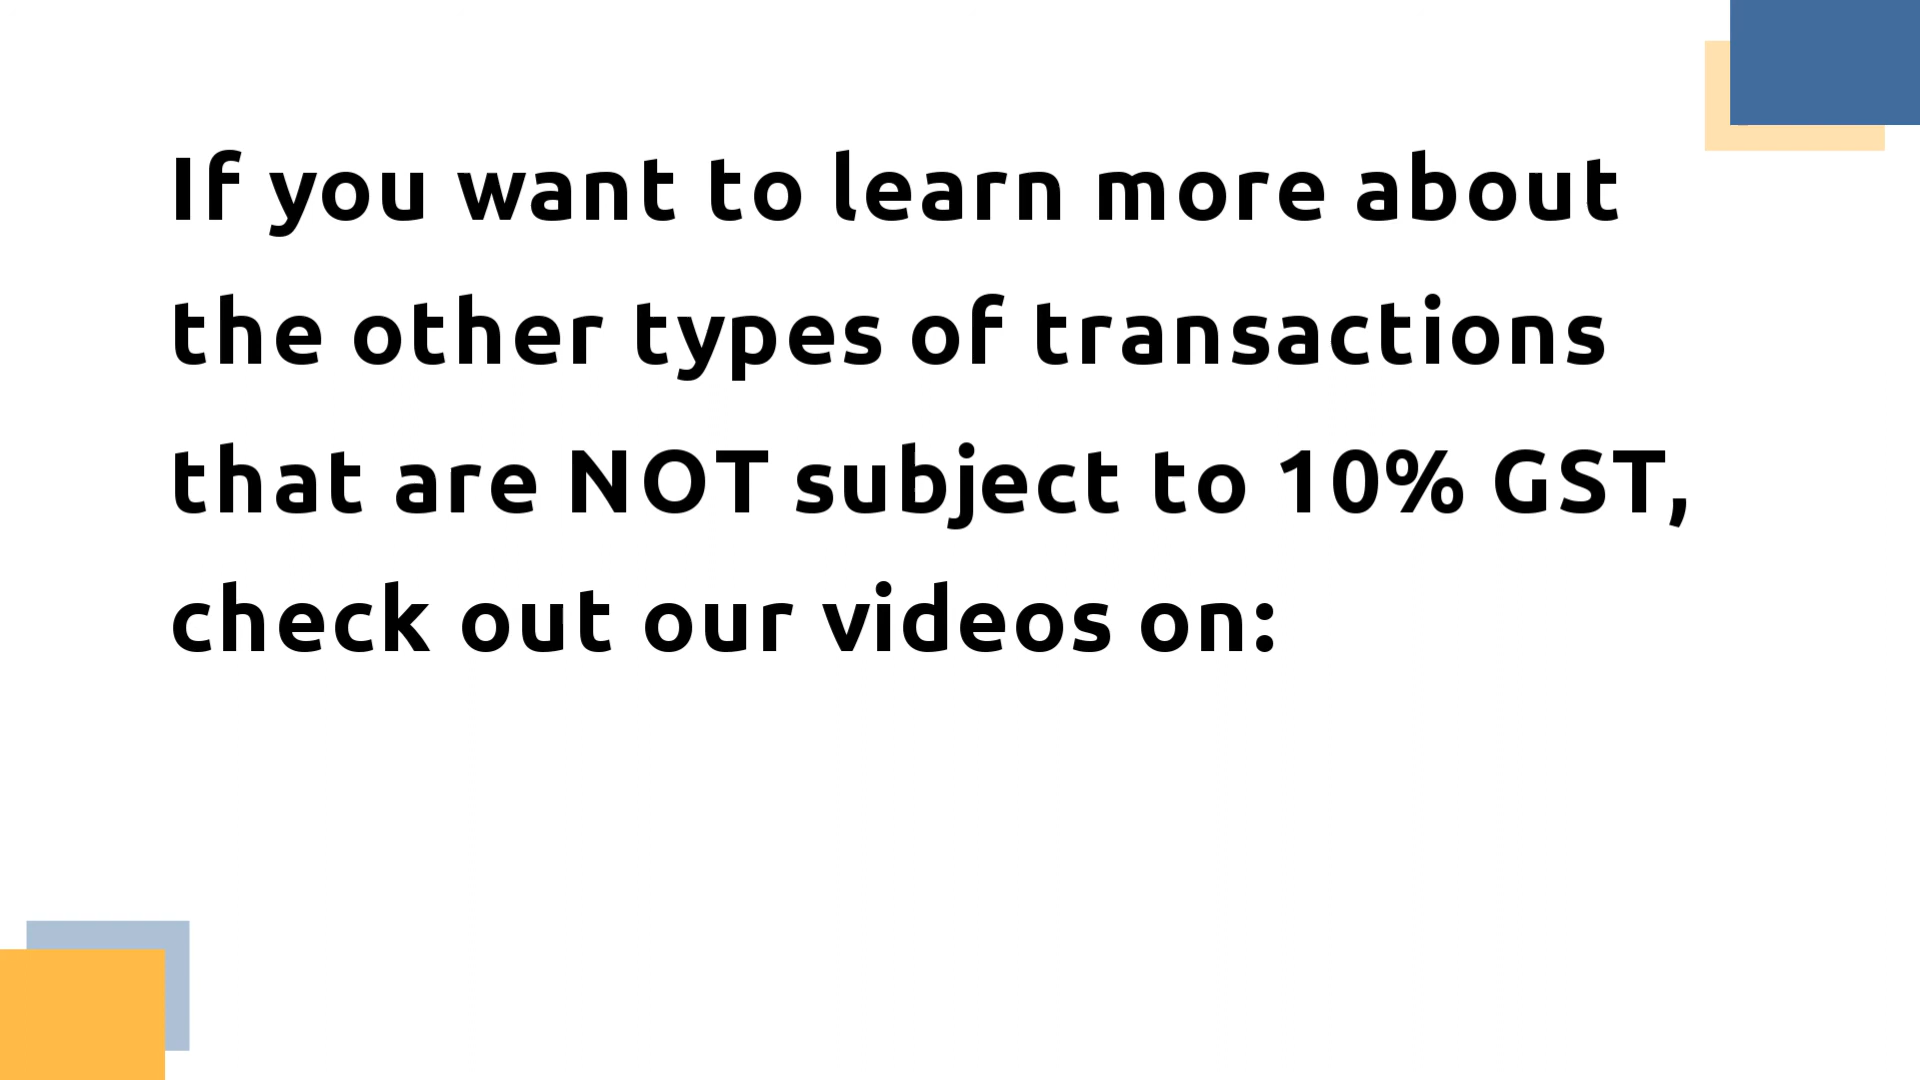 If you want to learn more about
the other types of transactions
that are NOT subject to 10% GST,
check out our videos on: